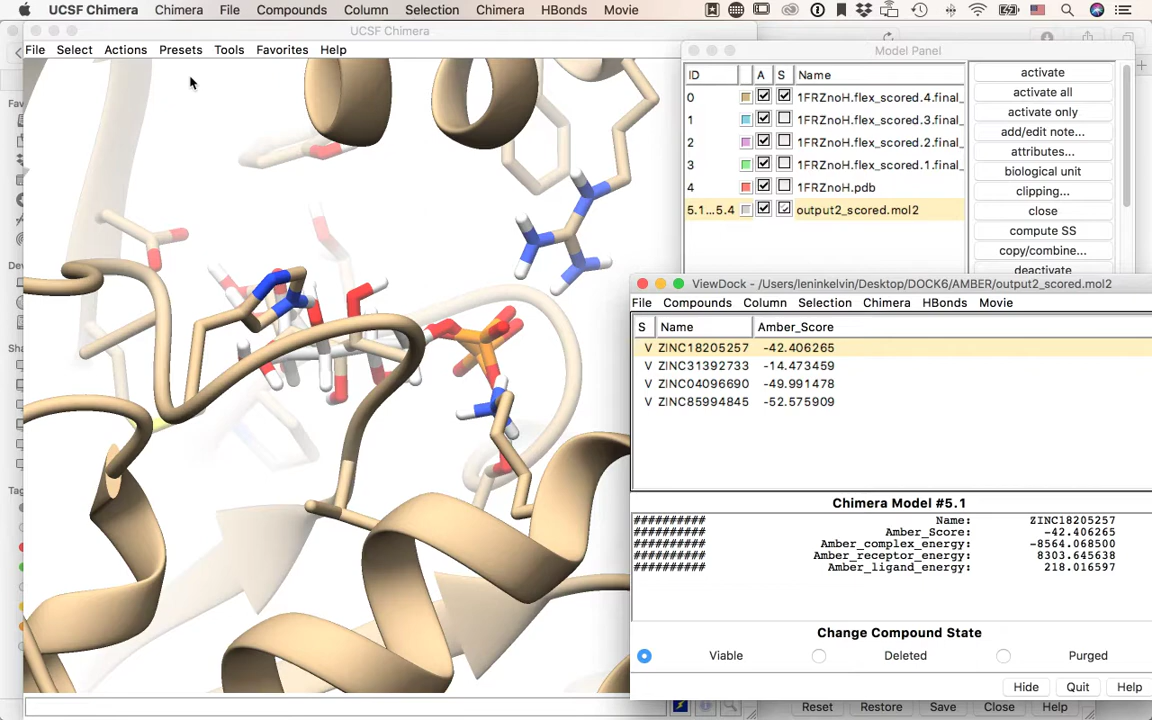 UCSF Chimera Chimera File Compounds Column Selection Chimera HBonds Movie
UCSF Chimera
File Select Actions Presets Tools Favorites Help
Model Panel
ID A S Name
0 1FRZnoH.flex_scored.4.final_
1 1FRZnoH.flex_scored.3.final_
2 1FRZnoH.flex_scored.2.final_
3 1FRZnoH.flex_scored.1.final_
4 1FRZnoH.pdb
5.1...5.4 output2_scored.mol2
activate
activate all
activate only
add/edit note...
attributes...
biological unit
clipping...
close
compute SS
copy/combine...
deactivate
ViewDock - /Users/leninkelvin/Desktop/DOCK6/AMBER/output2_scored.mol2
File Compounds Column Selection Chimera HBonds Movie
S Name Amber_Score
V ZINC18205257 -42.406265
V ZINC31392733 -14.473459
V ZINC04096690 -49.991478
V ZINC85994845 -52.575909
Chimera Model #5.1
########## Name: ZINC18205257
########## Amber_Score: -42.406265
########## Amber_complex_energy: -8564.068500
########## Amber_receptor_energy: 8303.645638
########## Amber_ligand_energy: 218.016597
Change Compound State
Viable Deleted Purged
Hide Quit Help
Reset Restore Save Close Help
Fav
Dev
Sha
Tag